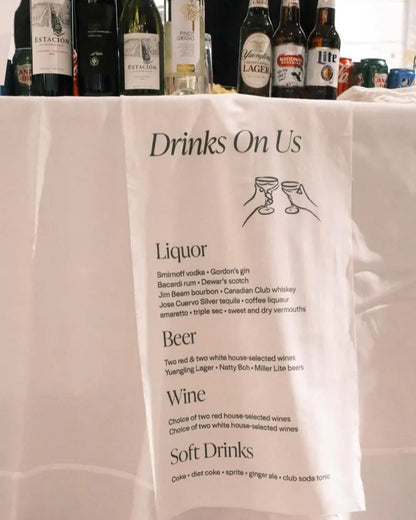 ESTACIÓN
ESTACIÓN
PINOT
GRIGIO
Yuengling
LAGER
NATIONAL
Lite
Drinks On Us
Liquor
Smirnoff vodka • Gordon's gin
Bacardi rum • Dewar's scotch
Jim Beam bourbon • Canadian Club whiskey
Jose Cuervo Silver tequila • coffee liqueur
amaretto • triple sec • sweet and dry vermouths
Beer
Two red & two white house-selected wines
Yuengling Lager • Natty Boh • Miller Lite beers
Wine
Choice of two red house-selected wines
Choice of two white house-selected wines
Soft Drinks
Coke • diet coke • sprite • ginger ale • club soda tonic